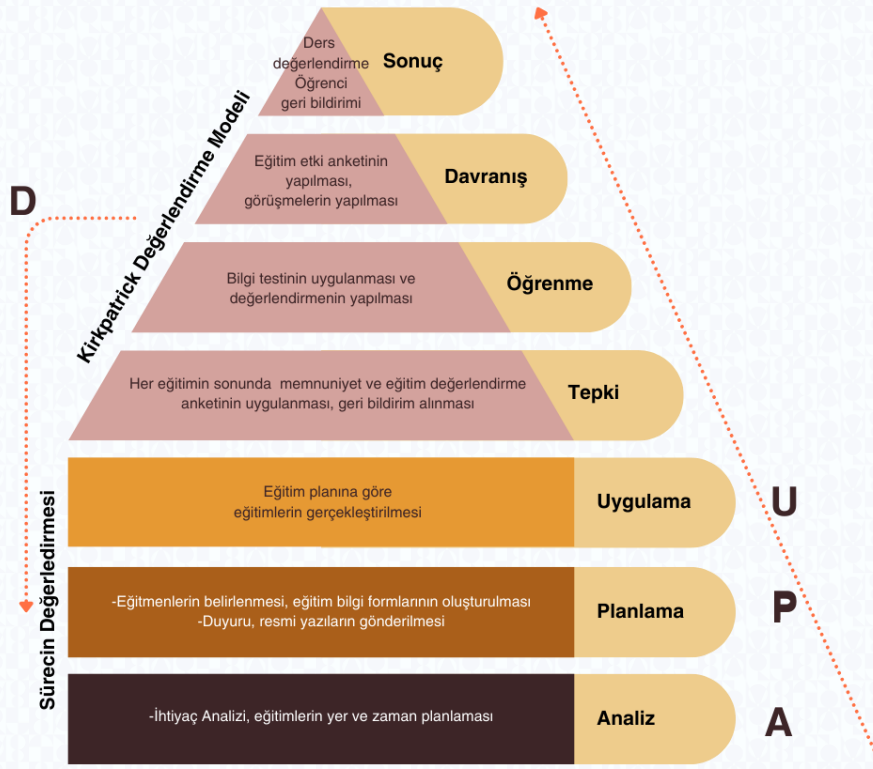 Ders
değerlendirme
Öğrenci
geri bildirimi
Sonuç
Eğitim etki anketinin
yapılması,
görüşmelerin yapılması
Davranış
Kirkpatrick Değerlendirme Modeli
D
Bilgi testinin uygulanması ve
değerlendirmenin yapılması
Öğrenme
Her eğitimin sonunda memnuniyet ve eğitim değerlendirme
anketinin uygulanması, geri bildirim alınması
Tepki
Sürecin Değerledirmesi
Eğitim planına göre
eğitimlerin gerçekleştirilmesi
Uygulama
U
-Eğitmenlerin belirlenmesi, eğitim bilgi formlarının oluşturulması
-Duyuru, resmi yazıların gönderilmesi
Planlama
P
-İhtiyaç Analizi, eğitimlerin yer ve zaman planlaması
Analiz
A